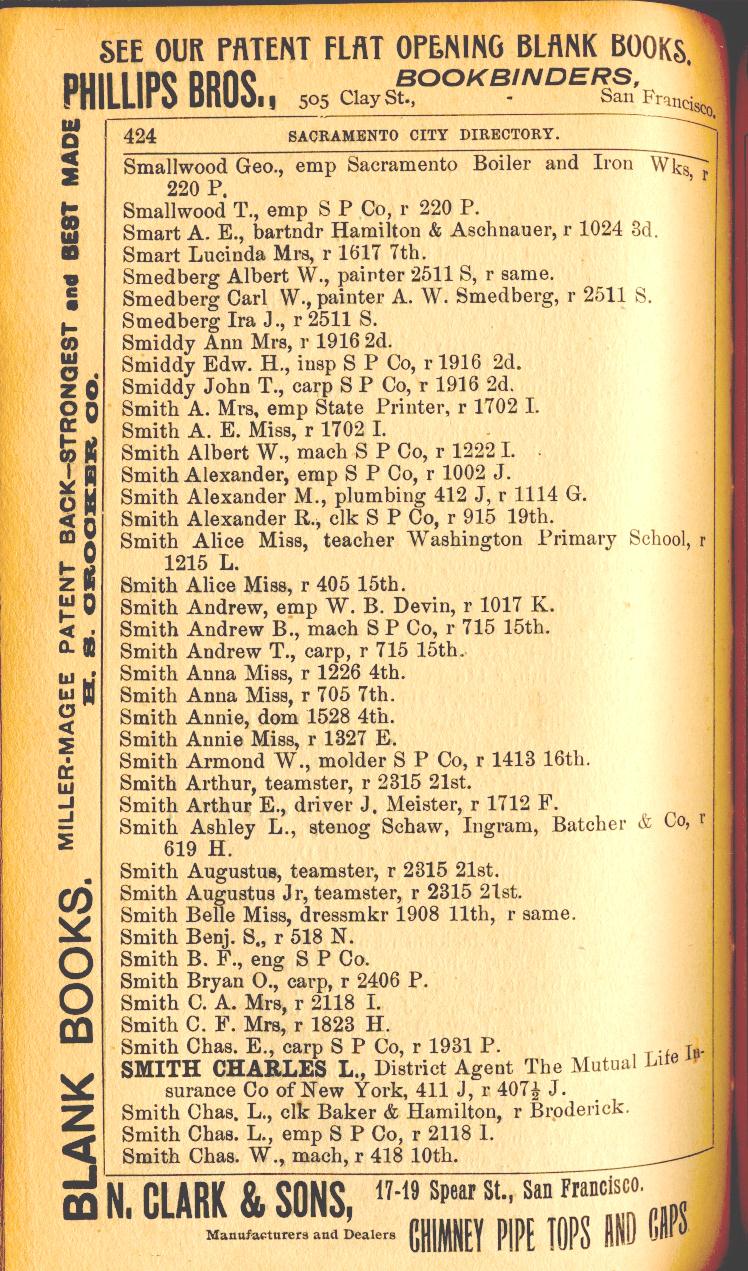 SEE OUR PATENT FLAT OPENING BLANK BOOKS.
PHILLIPS BROS., BOOKBINDERS,
505 Clay St., - San Francisco.
BLANK BOOKS. MILLER-MAGEE PATENT BACK—STRONGEST and BEST MADE
H. S. CROCKER CO.
424 SACRAMENTO CITY DIRECTORY.
Smallwood Geo., emp Sacramento Boiler and Iron Wks, r
220 P.
Smallwood T., emp S P Co, r 220 P.
Smart A. E., bartndr Hamilton & Aschnauer, r 1024 3d.
Smart Lucinda Mrs, r 1617 7th.
Smedberg Albert W., painter 2511 S, r same.
Smedberg Carl W., painter A. W. Smedberg, r 2511 S.
Smedberg Ira J., r 2511 S.
Smiddy Ann Mrs, r 1916 2d.
Smiddy Edw. H., insp S P Co, r 1916 2d.
Smiddy John T., carp S P Co, r 1916 2d.
Smith A. Mrs, emp State Printer, r 1702 I.
Smith A. E. Miss, r 1702 I.
Smith Albert W., mach S P Co, r 1222 I.
Smith Alexander, emp S P Co, r 1002 J.
Smith Alexander M., plumbing 412 J, r 1114 G.
Smith Alexander R., clk S P Co, r 915 19th.
Smith Alice Miss, teacher Washington Primary School, r
1215 L.
Smith Alice Miss, r 405 15th.
Smith Andrew, emp W. B. Devin, r 1017 K.
Smith Andrew B., mach S P Co, r 715 15th.
Smith Andrew T., carp, r 715 15th.
Smith Anna Miss, r 1226 4th.
Smith Anna Miss, r 705 7th.
Smith Annie, dom 1528 4th.
Smith Annie Miss, r 1327 E.
Smith Armond W., molder S P Co, r 1413 16th.
Smith Arthur, teamster, r 2315 21st.
Smith Arthur E., driver J. Meister, r 1712 F.
Smith Ashley L., stenog Schaw, Ingram, Batcher & Co, r
619 H.
Smith Augustus, teamster, r 2315 21st.
Smith Augustus Jr, teamster, r 2315 21st.
Smith Belle Miss, dressmkr 1908 11th, r same.
Smith Benj. S., r 518 N.
Smith B. F., eng S P Co.
Smith Bryan O., carp, r 2406 P.
Smith C. A. Mrs, r 2118 I.
Smith C. F. Mrs, r 1823 H.
Smith Chas. E., carp S P Co, r 1931 P.
SMITH CHARLES L., District Agent The Mutual Life In-
surance Co of New York, 411 J, r 407½ J.
Smith Chas. L., clk Baker & Hamilton, r Broderick.
Smith Chas. L., emp S P Co, r 2118 I.
Smith Chas. W., mach, r 418 10th.
N. CLARK & SONS, 17-19 Spear St., San Francisco.
Manufacturers and Dealers CHIMNEY PIPE TOPS AND CAPS